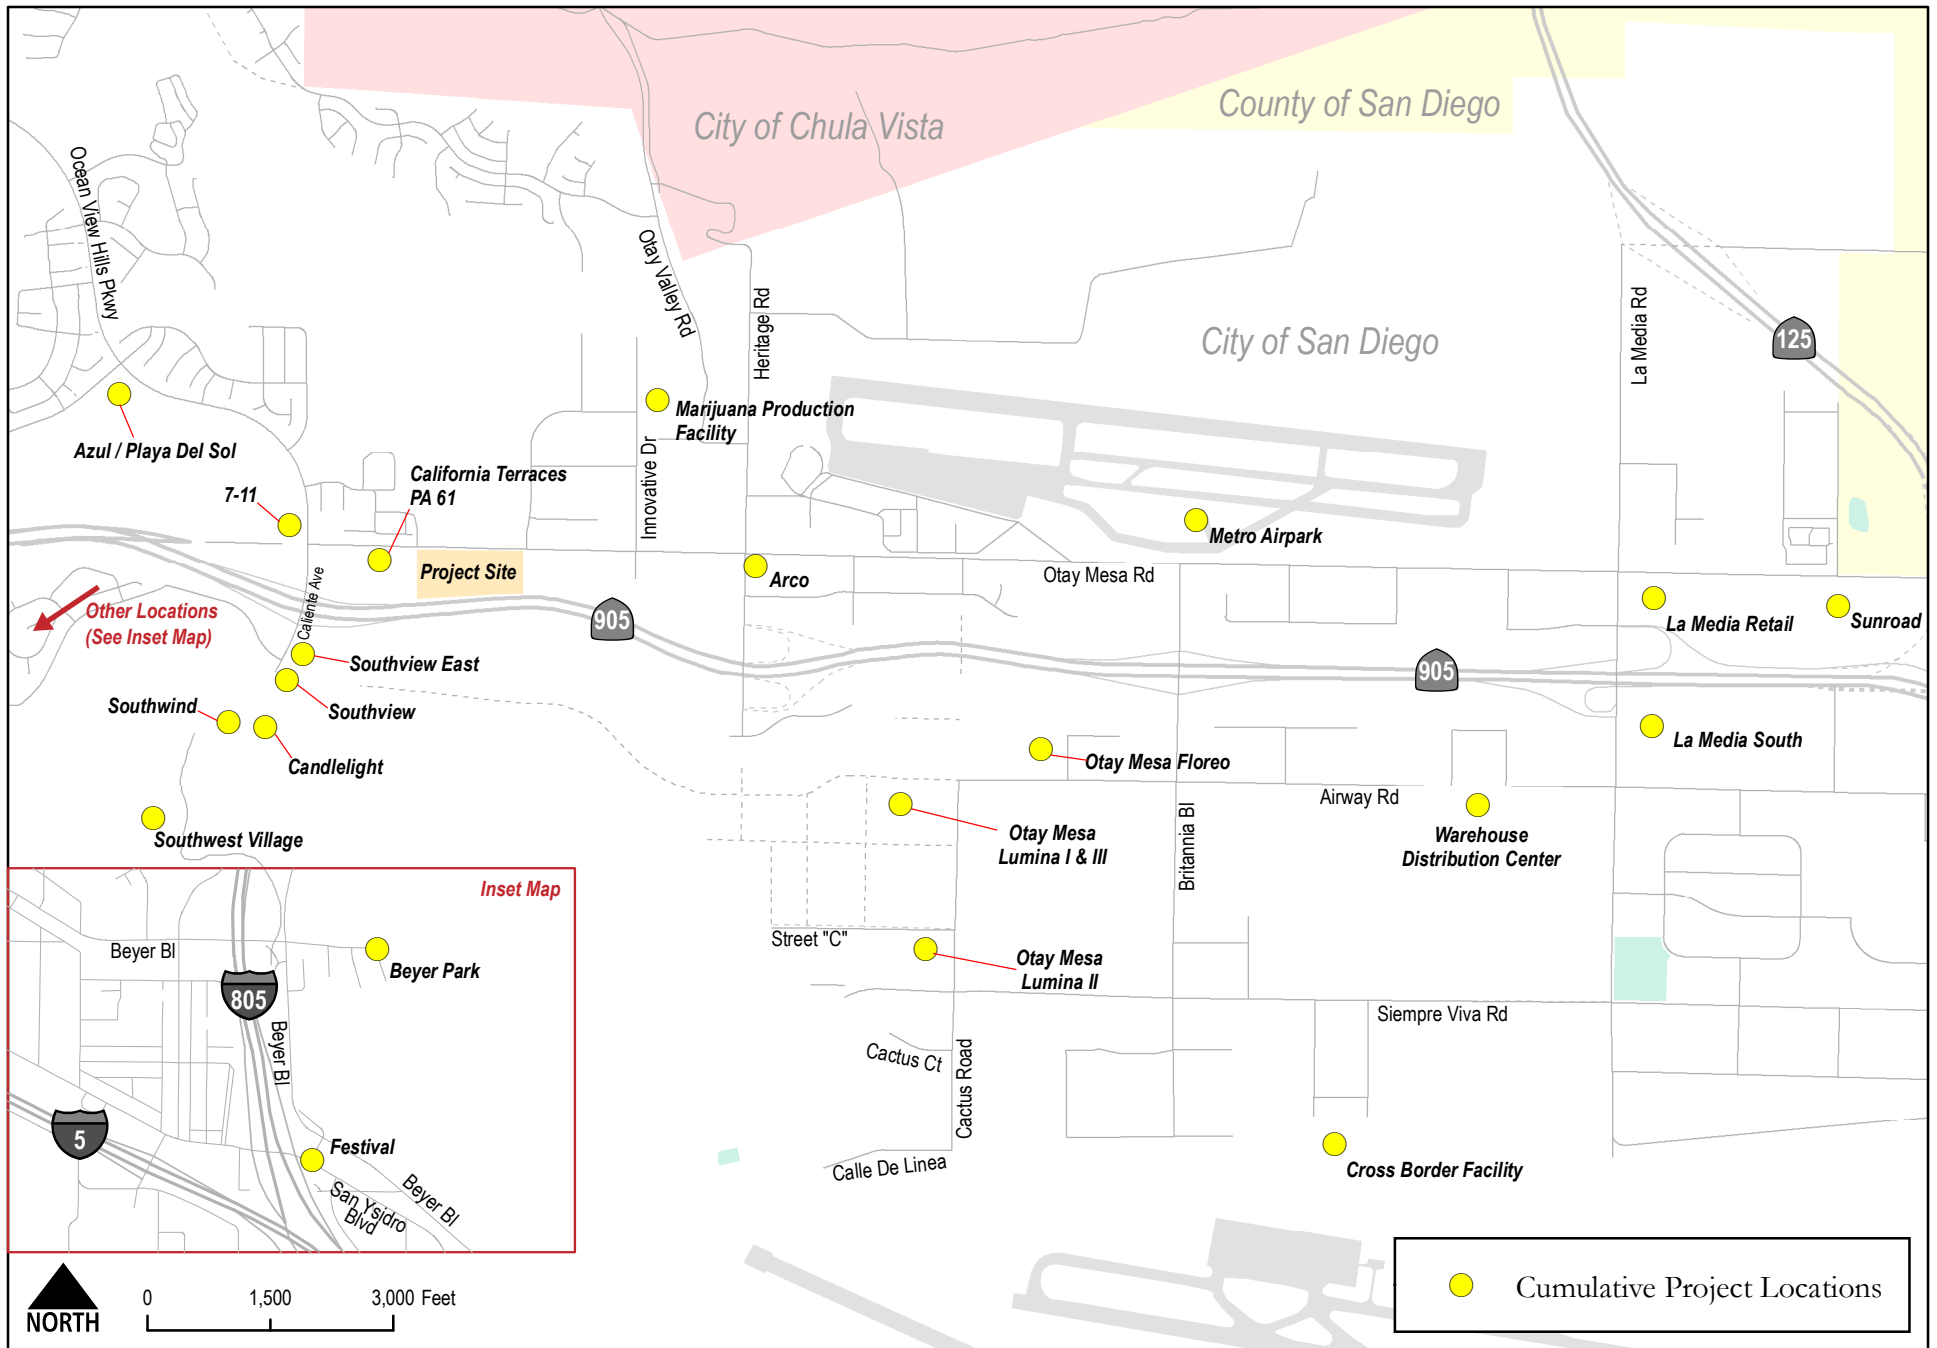 City of Chula Vista
County of San Diego
City of San Diego
Ocean View Hills Pkwy
Otay Valley Rd
Heritage Rd
La Media Rd
125
Azul / Playa Del Sol
7-11
California Terraces
PA 61
Marijuana Production
Facility
Innovative Dr
Metro Airpark
Project Site
Arco
Otay Mesa Rd
Caliente Ave
Other Locations
(See Inset Map)
905
905
La Media Retail
Sunroad
Southview East
Southview
Southwind
Candlelight
La Media South
Otay Mesa Floreo
Airway Rd
Britannia Bl
Otay Mesa
Lumina I & III
Warehouse
Distribution Center
Southwest Village
Inset Map
Beyer Bl
Beyer Park
805
Beyer Bl
5
Festival
San Ysidro
Blvd
Beyer Bl
Street "C"
Otay Mesa
Lumina II
Siempre Viva Rd
Cactus Ct
Cactus Road
Calle De Linea
Cross Border Facility
NORTH
0 1,500 3,000 Feet
Cumulative Project Locations